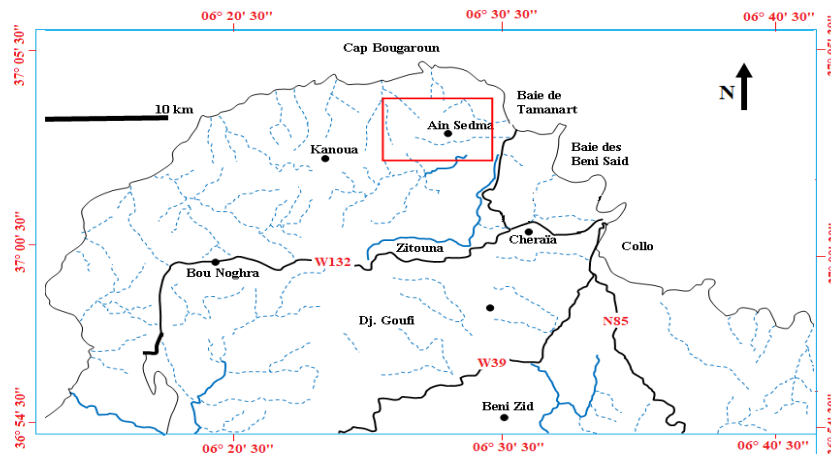 06° 20' 30'' 06° 30' 30'' 06° 40' 30''
37° 05' 30''
Cap Bougaroun
N
Baie de
Tamanart
10 km
Ain Sedma
Kanoua
Baie des
Beni Said
37° 00' 30''
Zitouna
Cheraïa
Collo
W132
Bou Noghra
Dj. Goufi
N85
W39
Beni Zid
36° 54' 30''
06° 20' 30'' 06° 30' 30'' 06° 40' 30''